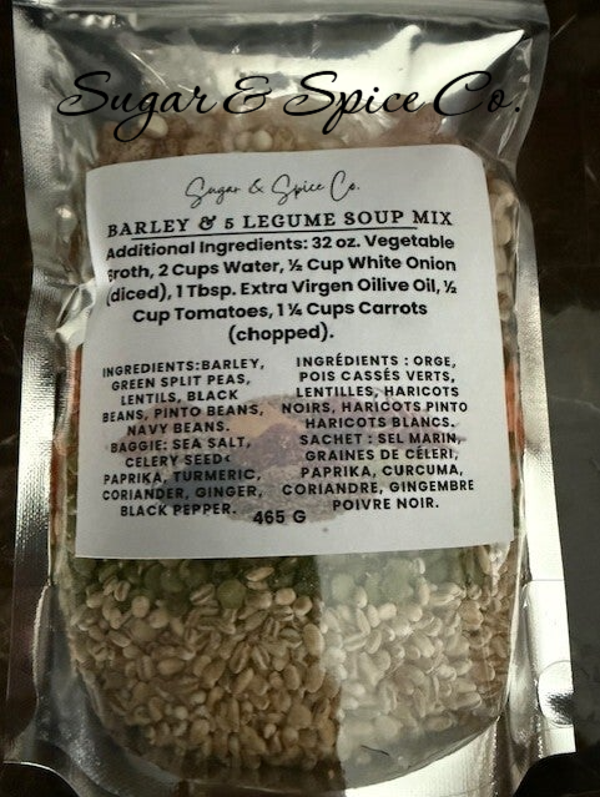 Sugar & Spice Co.
Sugar & Spice Co.
BARLEY & 5 LEGUME SOUP MIX
Additional Ingredients: 32 oz. Vegetable
Broth, 2 Cups Water, ½ Cup White Onion
(diced), 1 Tbsp. Extra Virgin Oilive Oil, ½
Cup Tomatoes, 1 ¼ Cups Carrots
(chopped).
INGREDIENTS:BARLEY,
GREEN SPLIT PEAS,
LENTILS, BLACK
BEANS, PINTO BEANS,
NAVY BEANS.
BAGGIE: SEA SALT,
CELERY SEED<
PAPRIKA, TURMERIC,
CORIANDER, GINGER,
BLACK PEPPER.
INGRÉDIENTS : ORGE,
POIS CASSÉS VERTS,
LENTILLES, HARICOTS
NOIRS, HARICOTS PINTO
HARICOTS BLANCS.
SACHET : SEL MARIN,
GRAINES DE CÉLERI,
PAPRIKA, CURCUMA,
CORIANDRE, GINGEMBRE
POIVRE NOIR.
465 G